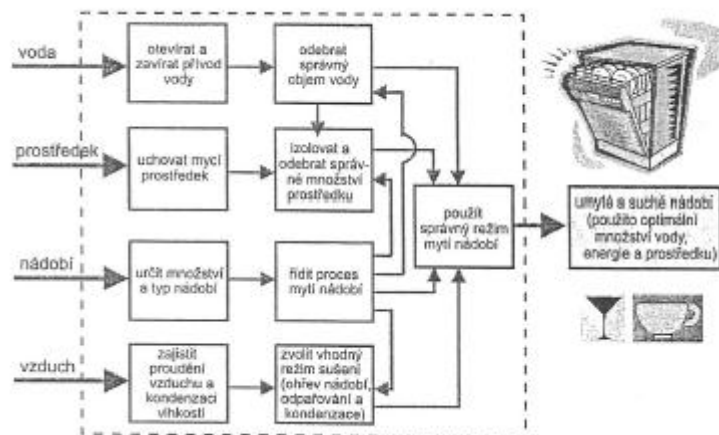 voda
otevírat a
zavírat přívod
vody
odebrat
správný
objem vody
prostředek
uchovat mycí
prostředek
izolovat a
odebrat správ-
né množství
prostředku
použít
správný režim
mytí nádobí
umyté a suché nádobí
(použito optimální
množství vody,
energie a prostředku)
nádobí
určit množství
a typ nádobí
řídit proces
mytí nádobí
vzduch
zajistit
proudění
vzduchu a
kondenzaci
vlhkosti
zvolit vhodný
režim sušení
(ohřev nádobí,
odpařování a
kondenzace)